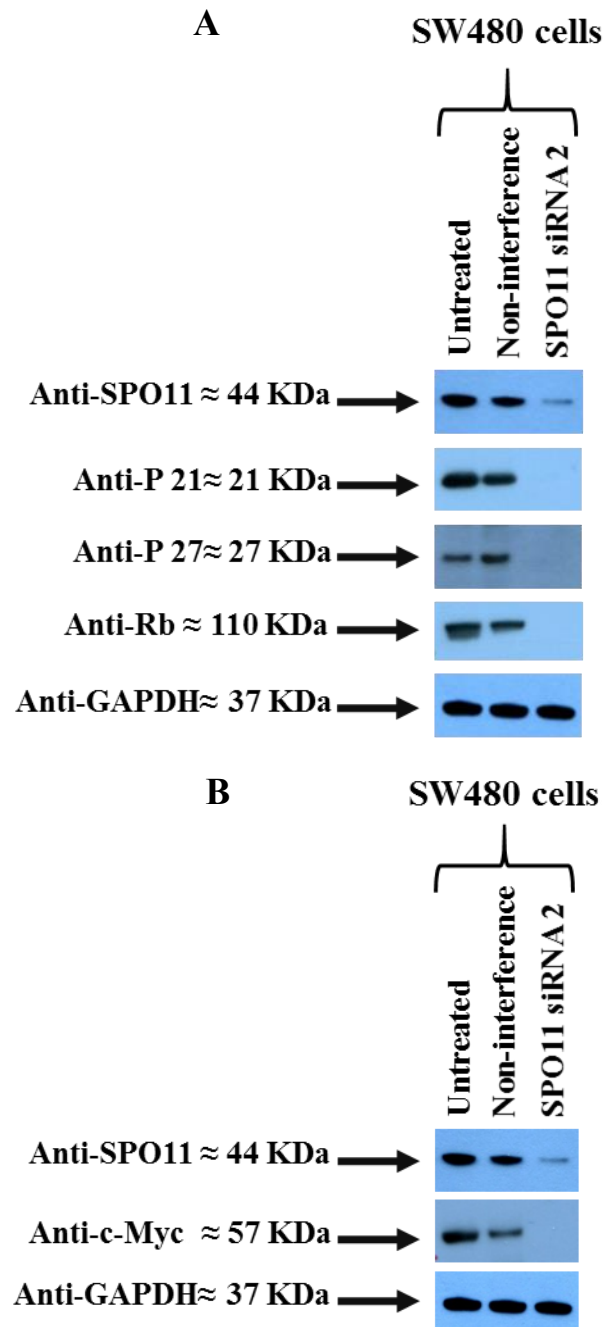 A
SW480 cells
Untreated
Non-interference
SPO11 siRNA 2
Anti-SPO11 ≈ 44 KDa
Anti-P 21≈ 21 KDa
Anti-P 27≈ 27 KDa
Anti-Rb ≈ 110 KDa
Anti-GAPDH≈ 37 KDa
B
SW480 cells
Untreated
Non-interference
SPO11 siRNA 2
Anti-SPO11 ≈ 44 KDa
Anti-c-Myc ≈ 57 KDa
Anti-GAPDH≈ 37 KDa